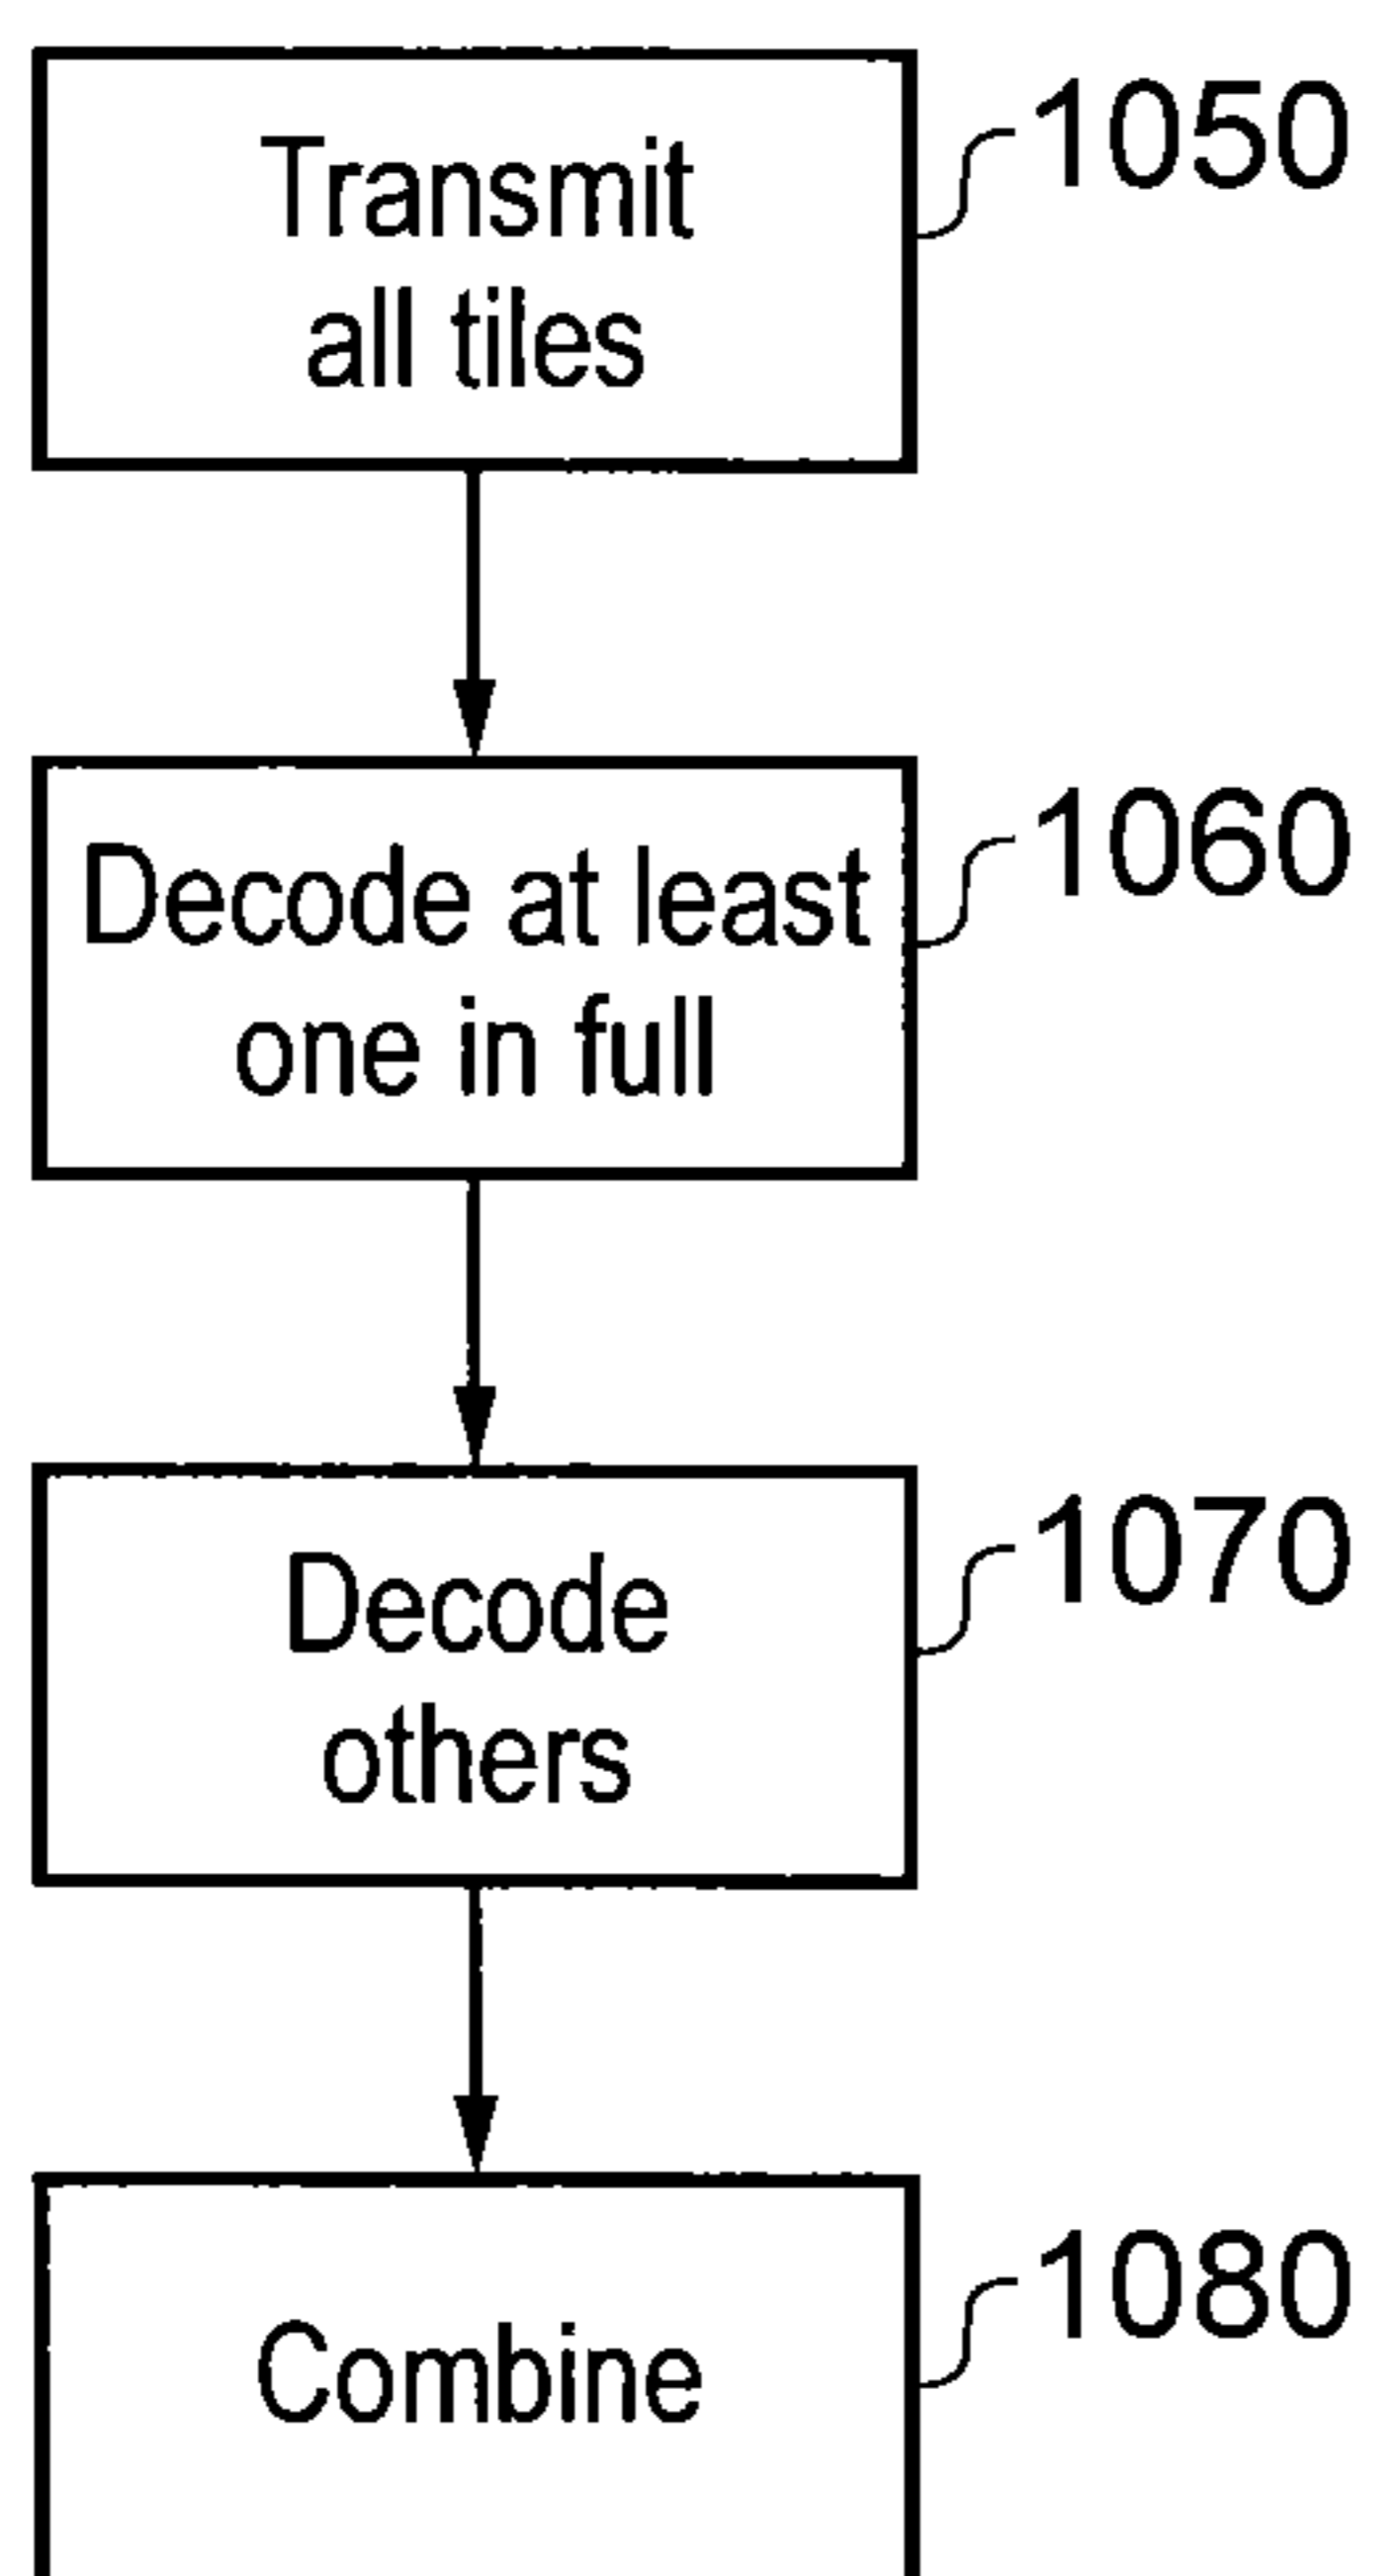 Transmit
all tiles
1050
Decode at least
one in full
1060
Decode
others
1070
Combine
1080